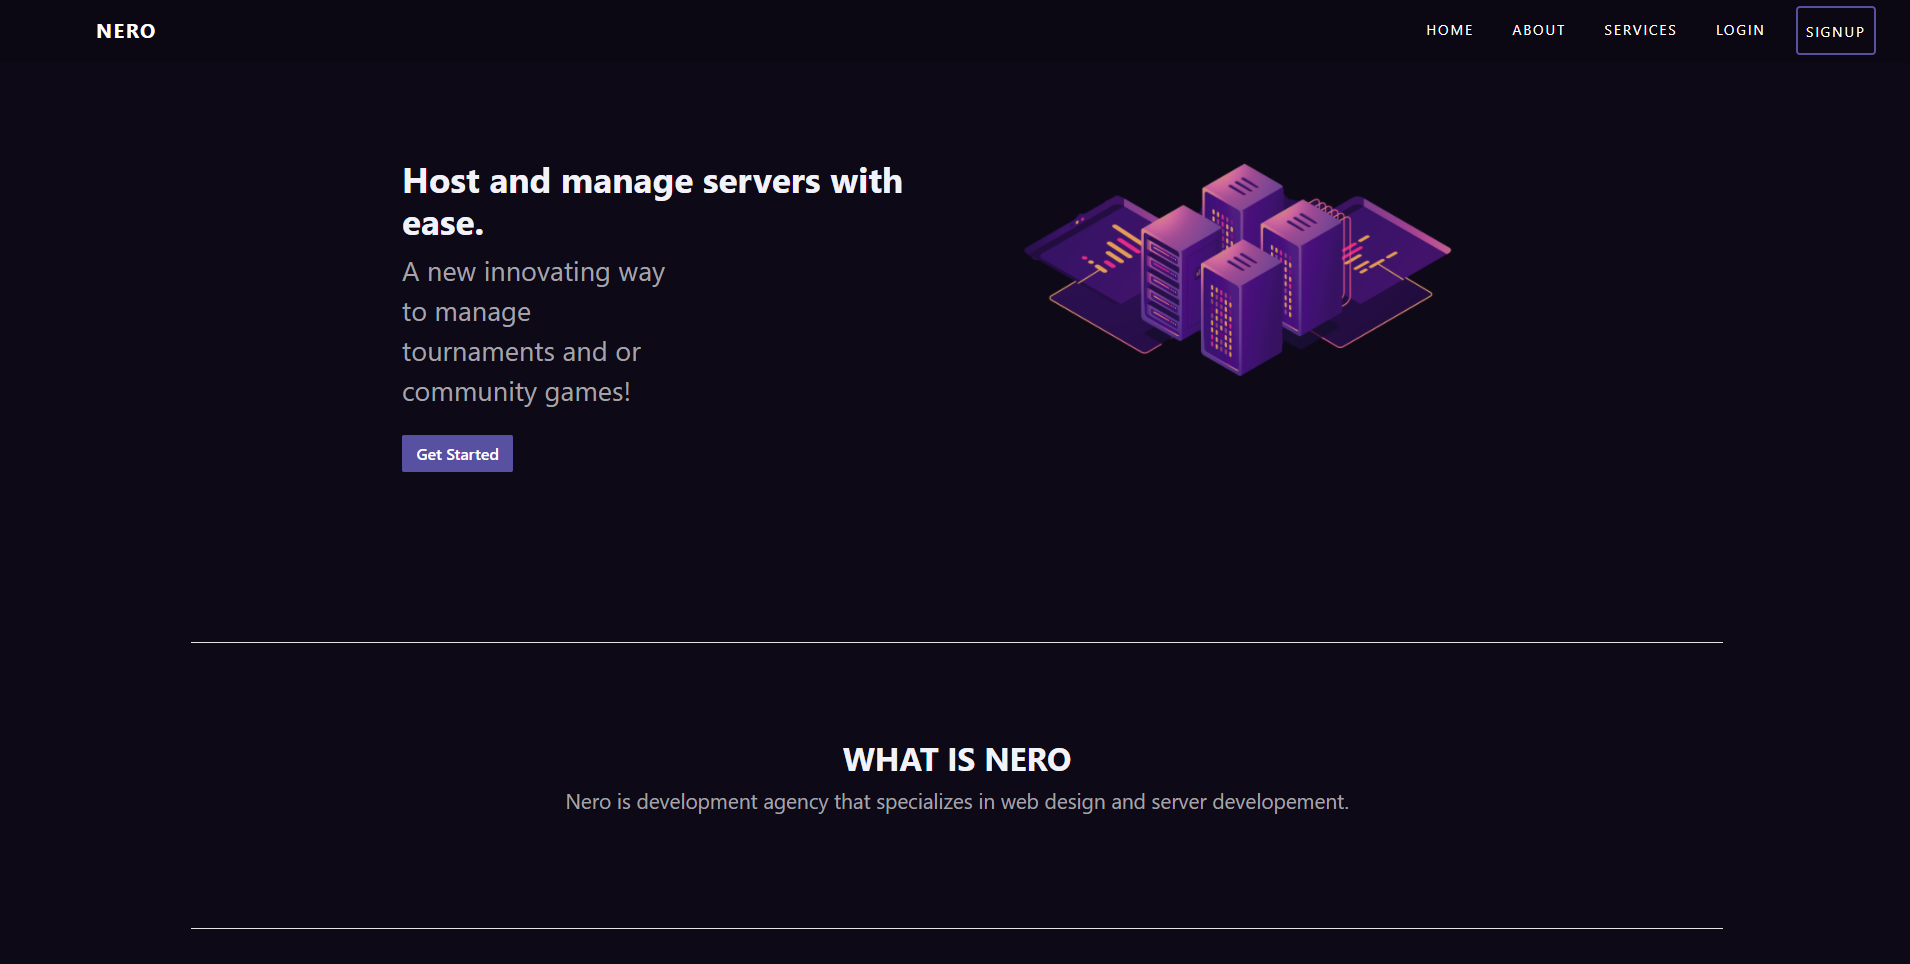 NERO
HOME ABOUT SERVICES LOGIN SIGNUP
Host and manage servers with
ease.
A new innovating way
to manage
tournaments and or
community games!
Get Started
WHAT IS NERO
Nero is development agency that specializes in web design and server developement.